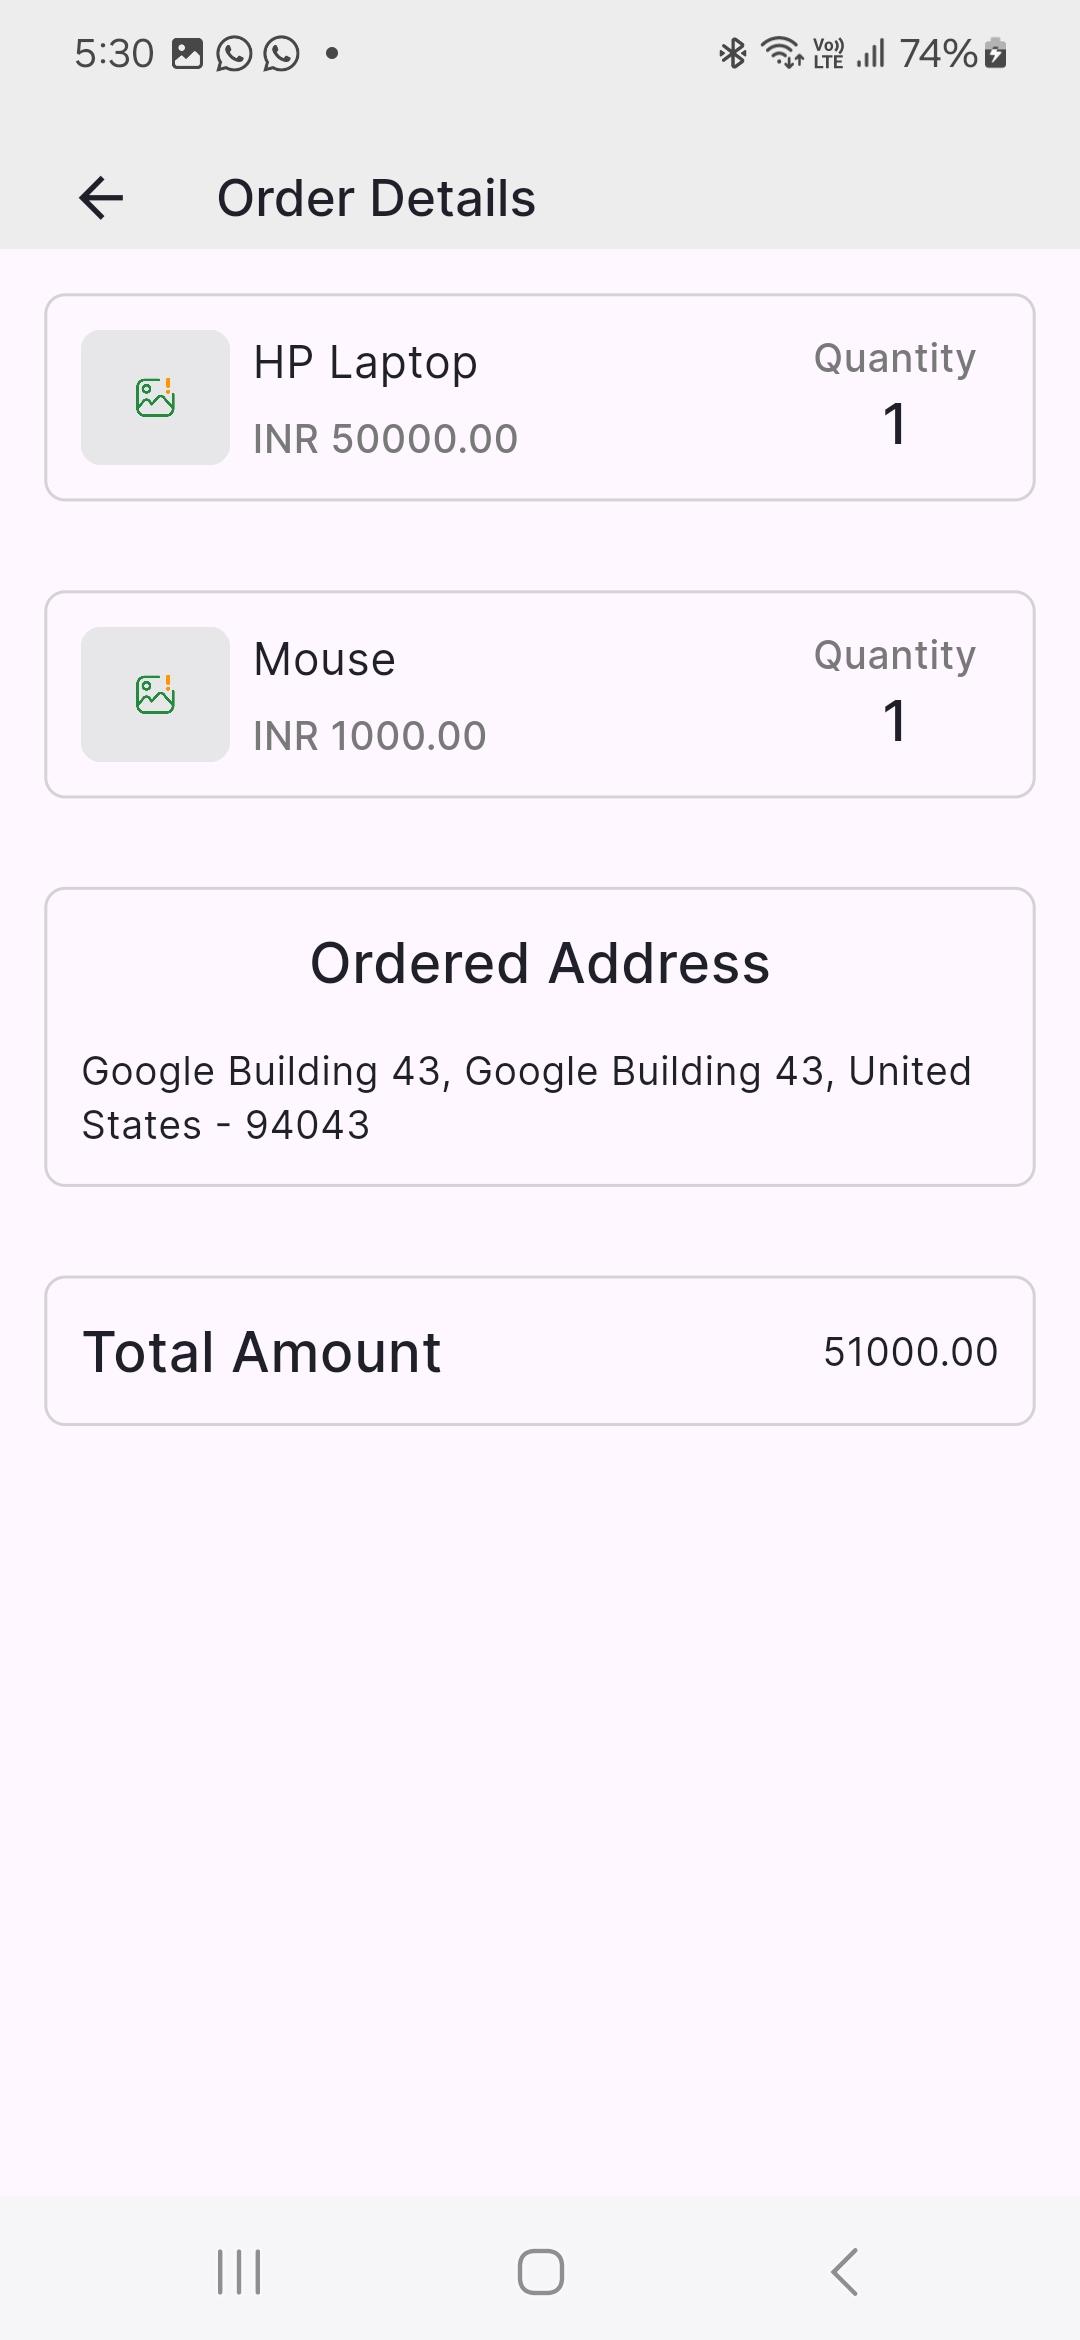 5:30
Vo)) LTE 74%
Order Details
HP Laptop
Quantity
INR 50000.00
1
Mouse
Quantity
INR 1000.00
1
Ordered Address
Google Building 43, Google Building 43, United
States - 94043
Total Amount
51000.00